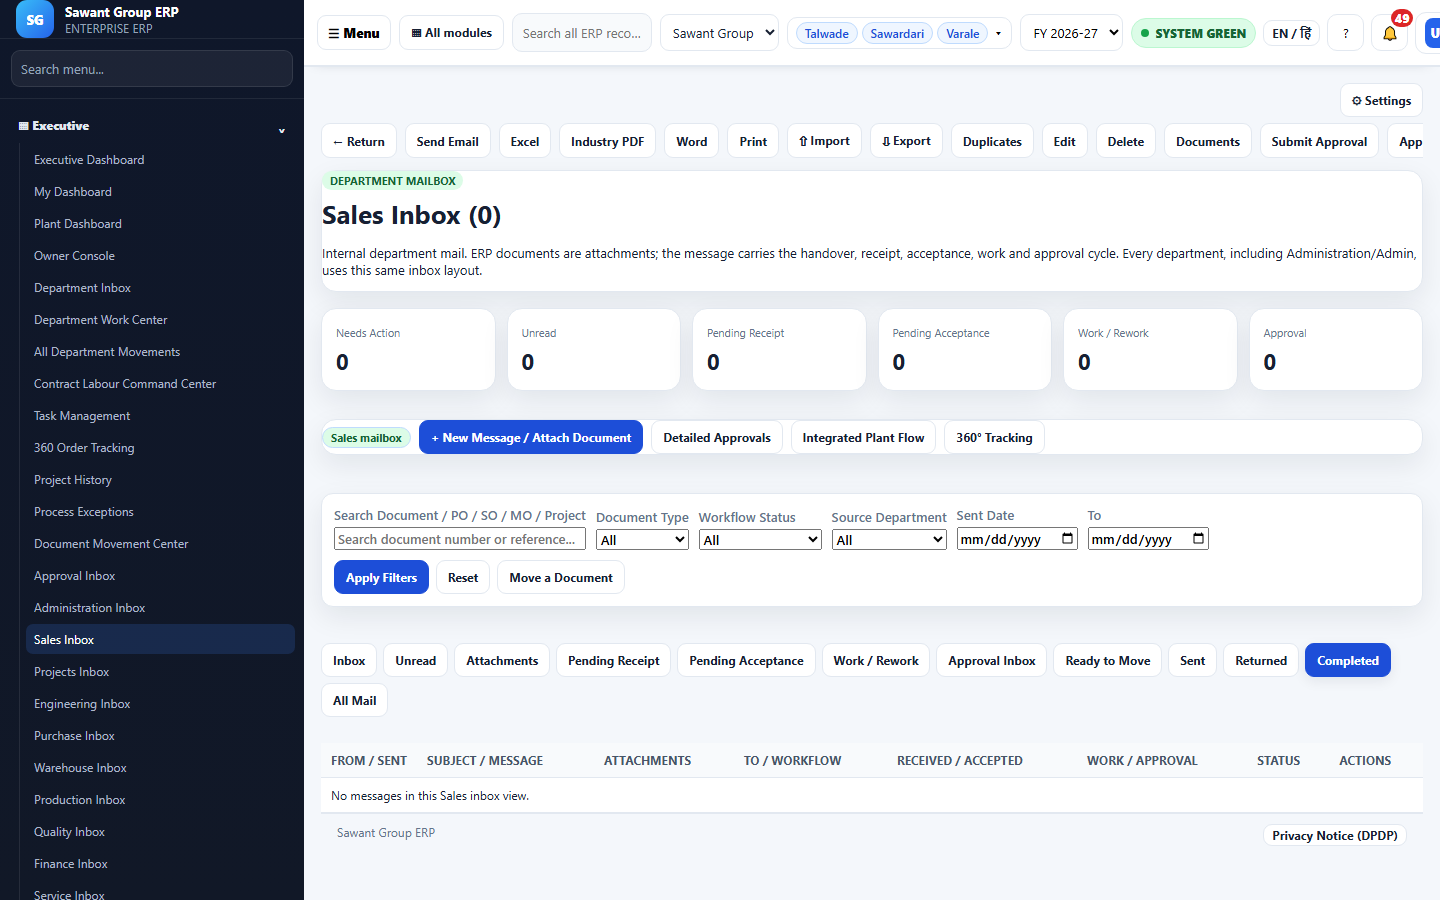 SG
Sawant Group ERP
ENTERPRISE ERP
Search menu...
Executive
Executive Dashboard
My Dashboard
Plant Dashboard
Owner Console
Department Inbox
Department Work Center
All Department Movements
Contract Labour Command Center
Task Management
360 Order Tracking
Project History
Process Exceptions
Document Movement Center
Approval Inbox
Administration Inbox
Sales Inbox
Projects Inbox
Engineering Inbox
Purchase Inbox
Warehouse Inbox
Production Inbox
Quality Inbox
Finance Inbox
Service Inbox
☰ Menu
All modules
Search all ERP reco...
Sawant Group
Talwade Sawardari Varale
FY 2026-27
SYSTEM GREEN
EN / हिं
?
49
U
⚙ Settings
← Return
Send Email
Excel
Industry PDF
Word
Print
⇧ Import
⇩ Export
Duplicates
Edit
Delete
Documents
Submit Approval
App
DEPARTMENT MAILBOX
Sales Inbox (0)
Internal department mail. ERP documents are attachments; the message carries the handover, receipt, acceptance, work and approval cycle. Every department, including Administration/Admin,
uses this same inbox layout.
Needs Action
0
Unread
0
Pending Receipt
0
Pending Acceptance
0
Work / Rework
0
Approval
0
Sales mailbox
+ New Message / Attach Document
Detailed Approvals
Integrated Plant Flow
360° Tracking
Search Document / PO / SO / MO / Project
Search document number or reference...
Document Type
All
Workflow Status
All
Source Department
All
Sent Date
mm/dd/yyyy
To
mm/dd/yyyy
Apply Filters
Reset
Move a Document
Inbox
Unread
Attachments
Pending Receipt
Pending Acceptance
Work / Rework
Approval Inbox
Ready to Move
Sent
Returned
Completed
All Mail
FROM / SENT SUBJECT / MESSAGE ATTACHMENTS TO / WORKFLOW RECEIVED / ACCEPTED WORK / APPROVAL STATUS ACTIONS
No messages in this Sales inbox view.
Sawant Group ERP
Privacy Notice (DPDP)